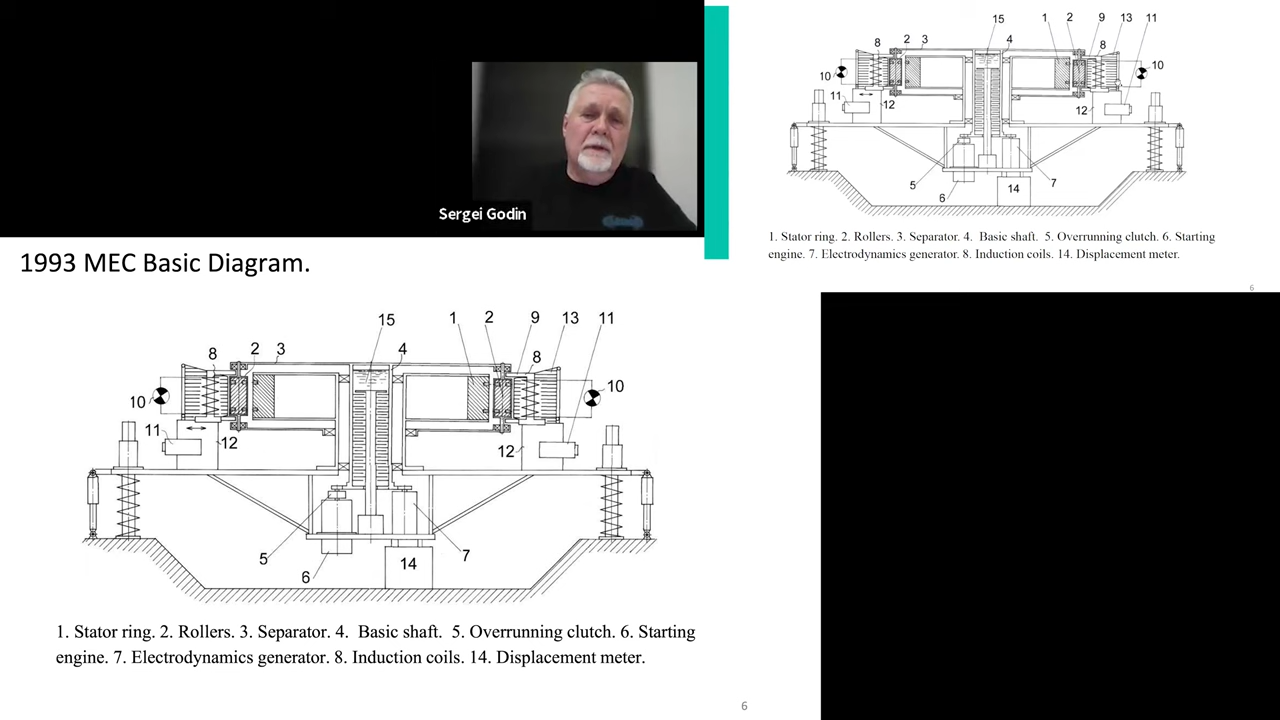 15 1 2 9 13 11
8 2 3 4 8
10 10
11 12 12
5 7
6 14
1. Stator ring. 2. Rollers. 3. Separator. 4. Basic shaft. 5. Overrunning clutch. 6. Starting
engine. 7. Electrodynamics generator. 8. Induction coils. 14. Displacement meter.
6
Sergei Godin
1993 MEC Basic Diagram.
15 1 2 9 13 11
8 2 3 4 8
10 10
11 12 12
5 7
6 14
1. Stator ring. 2. Rollers. 3. Separator. 4. Basic shaft. 5. Overrunning clutch. 6. Starting
engine. 7. Electrodynamics generator. 8. Induction coils. 14. Displacement meter.
6